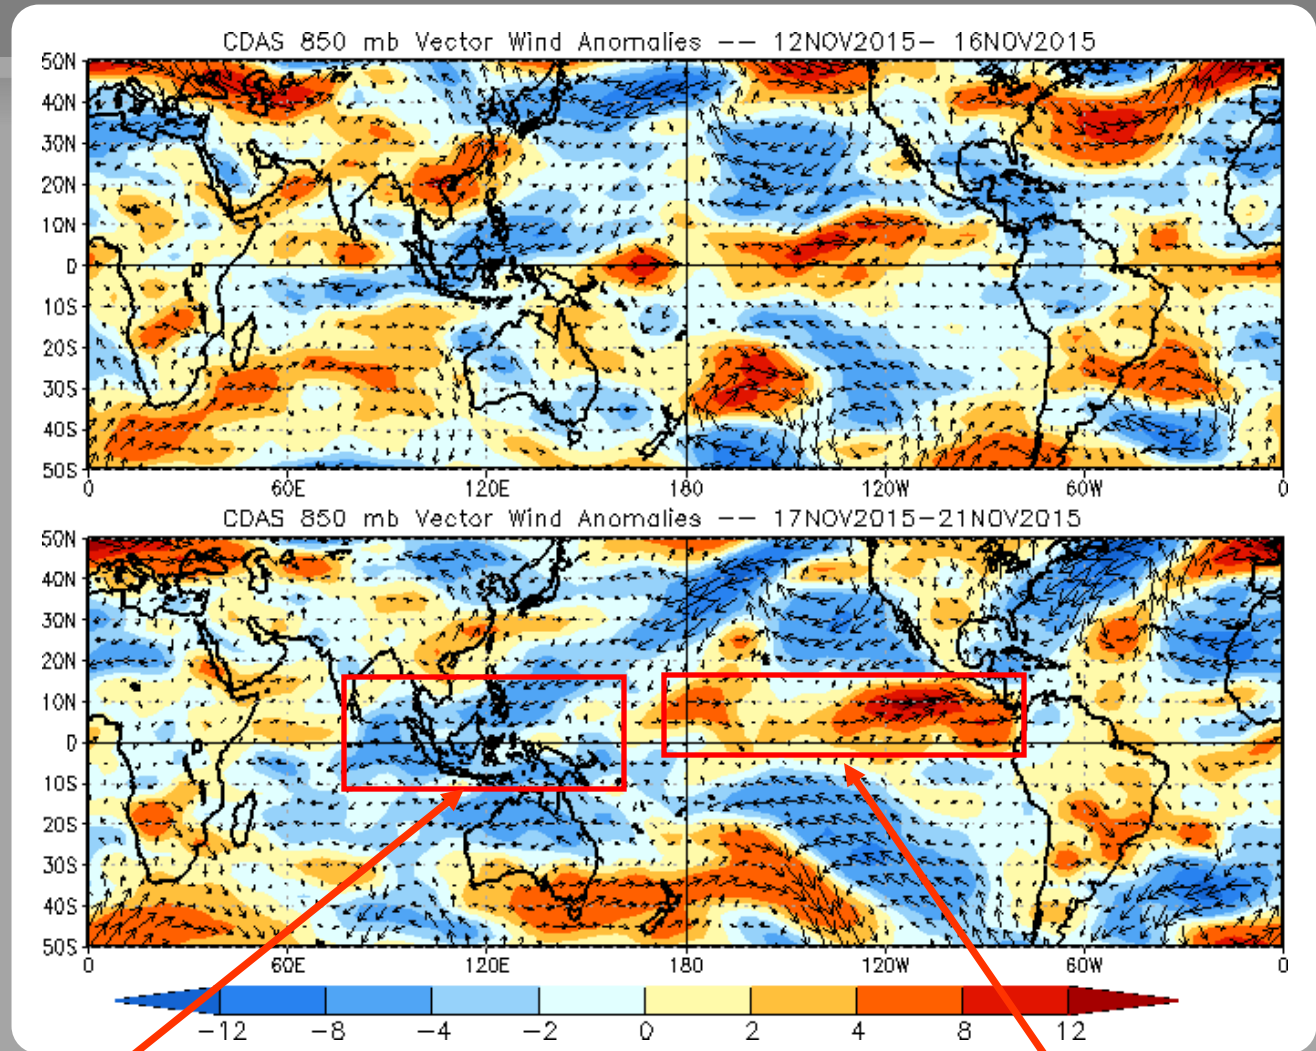 CDAS 850 mb Vector Wind Anomalies -- 12NOV2015- 16NOV2015
50N
40N
30N
20N
10N
0
10S
20S
30S
40S
50S
0 60E 120E 180 120W 60W 0
CDAS 850 mb Vector Wind Anomalies -- 17NOV2015-21NOV2015
50N
40N
30N
20N
10N
0
10S
20S
30S
40S
50S
0 60E 120E 180 120W 60W 0
-12 -8 -4 -2 0 2 4 8 12